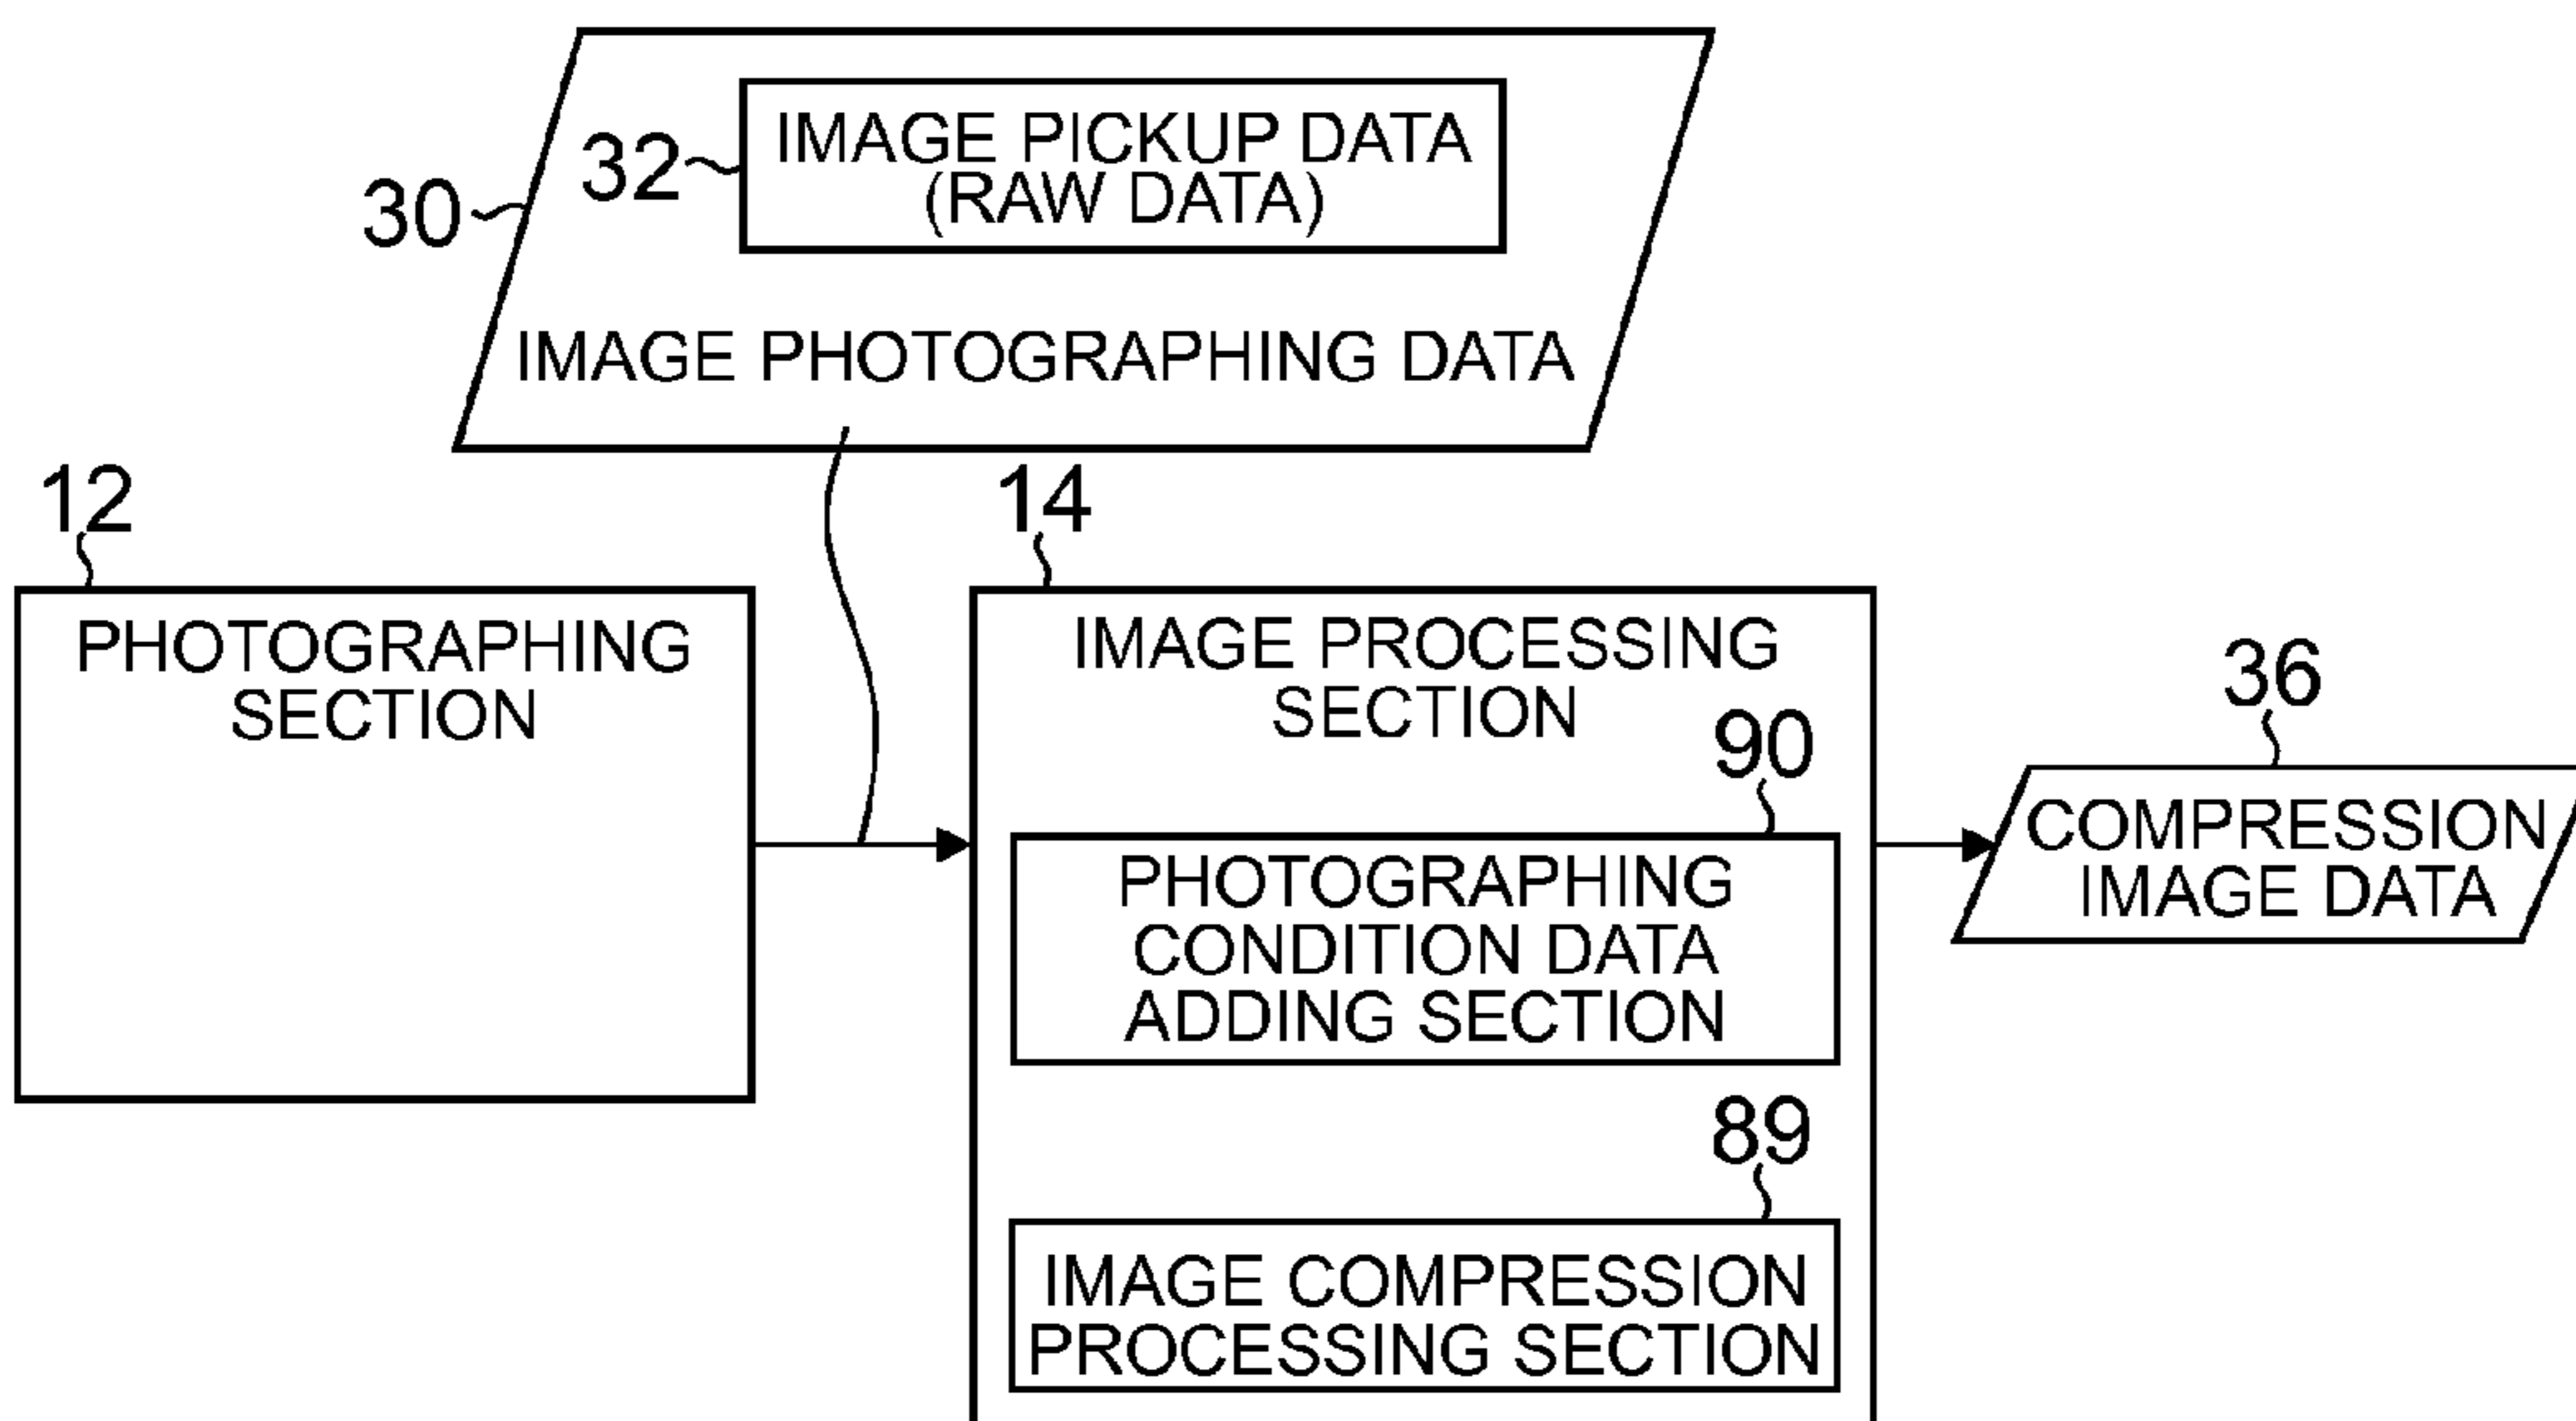 32
IMAGE PICKUP DATA
(RAW DATA)
30
IMAGE PHOTOGRAPHING DATA
12
PHOTOGRAPHING
SECTION
14
IMAGE PROCESSING
SECTION
90
PHOTOGRAPHING
CONDITION DATA
ADDING SECTION
89
IMAGE COMPRESSION
PROCESSING SECTION
36
COMPRESSION
IMAGE DATA